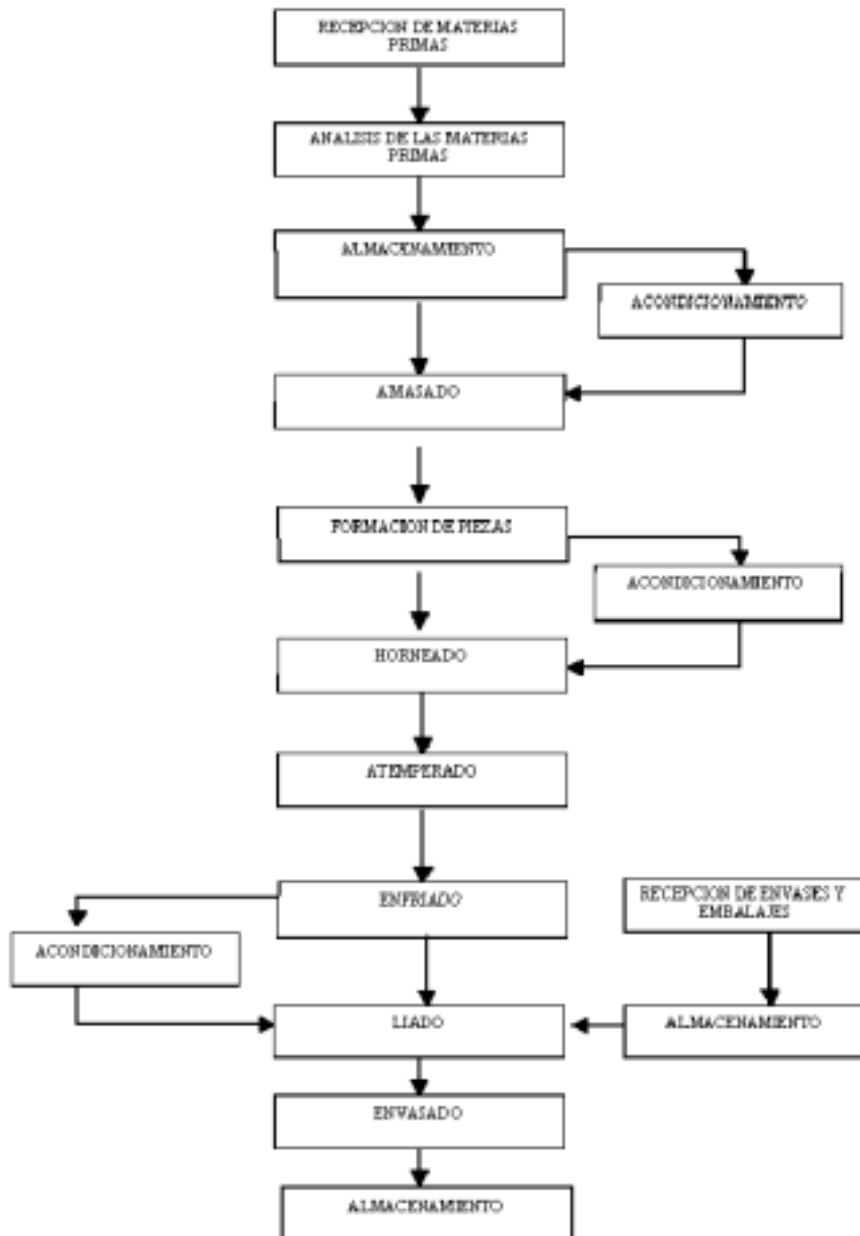 RECEPCION DE MATERIAS
PRIMAS
ANALISIS DE LAS MATERIAS
PRIMAS
ALMACENAMIENTO
ACONDICIONAMIENTO
AMASADO
FORMACION DE PIEZAS
ACONDICIONAMIENTO
HORNEADO
ATEMPERADO
ENFRIADO
RECEPCION DE ENVASES Y
EMBALAJES
ACONDICIONAMIENTO
LIADO
ALMACENAMIENTO
ENVASADO
ALMACENAMIENTO